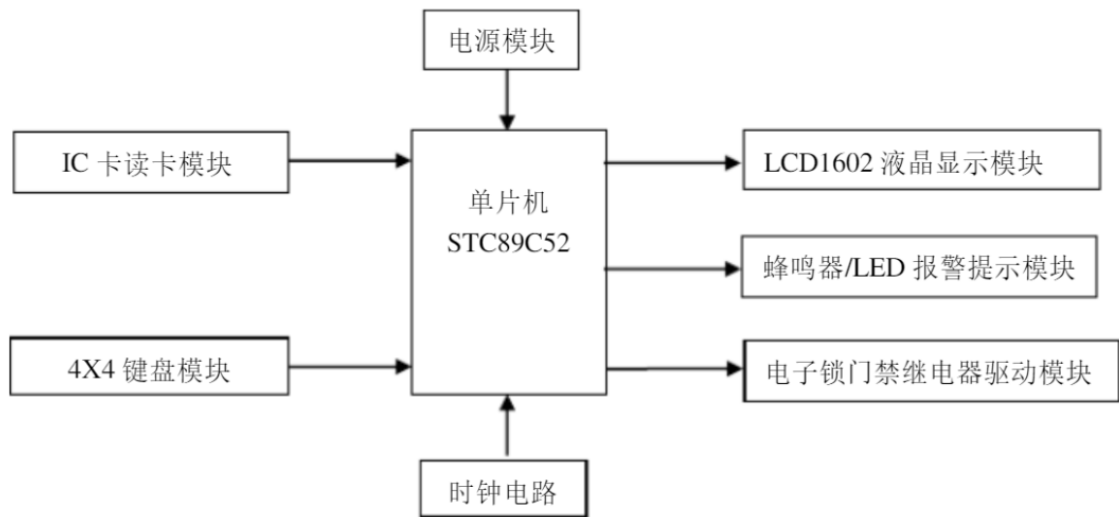 电源模块
IC 卡读卡模块
LCD1602 液晶显示模块
单片机
STC89C52
蜂鸣器/LED 报警提示模块
4X4 键盘模块
电子锁门禁继电器驱动模块
时钟电路